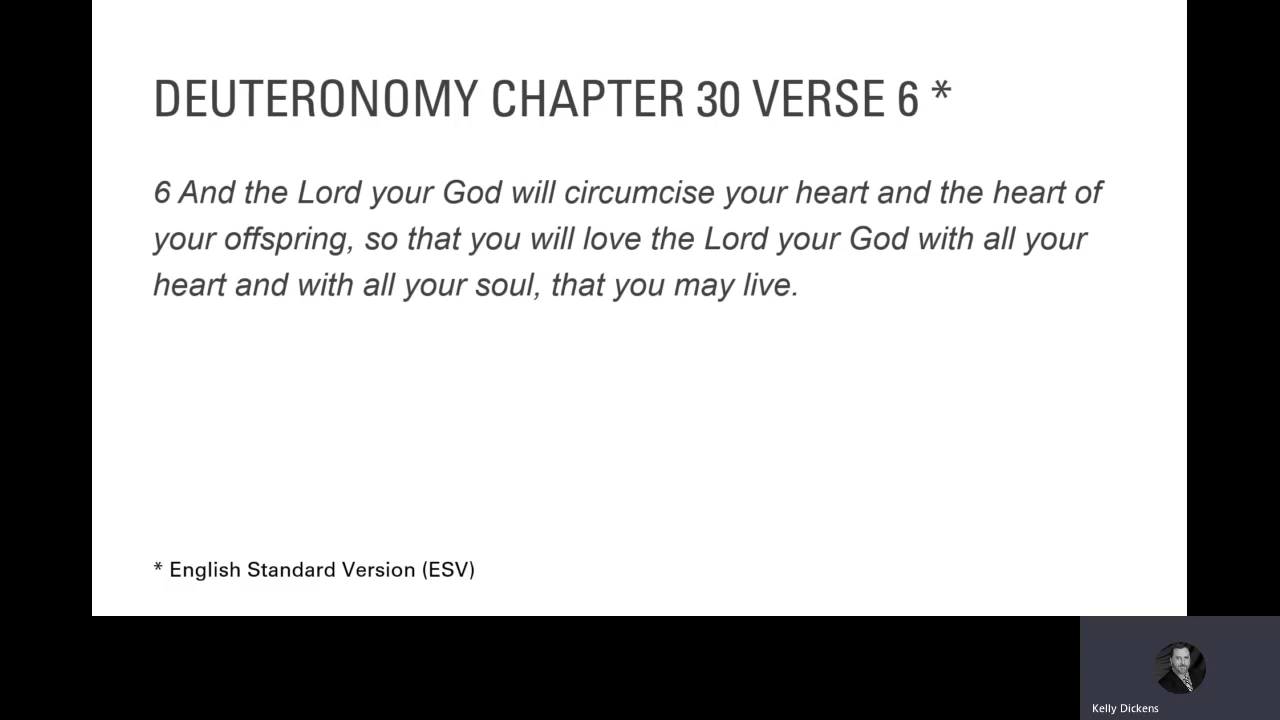 DEUTERONOMY CHAPTER 30 VERSE 6 *
6 And the Lord your God will circumcise your heart and the heart of
your offspring, so that you will love the Lord your God with all your
heart and with all your soul, that you may live.
* English Standard Version (ESV)
Kelly Dickens